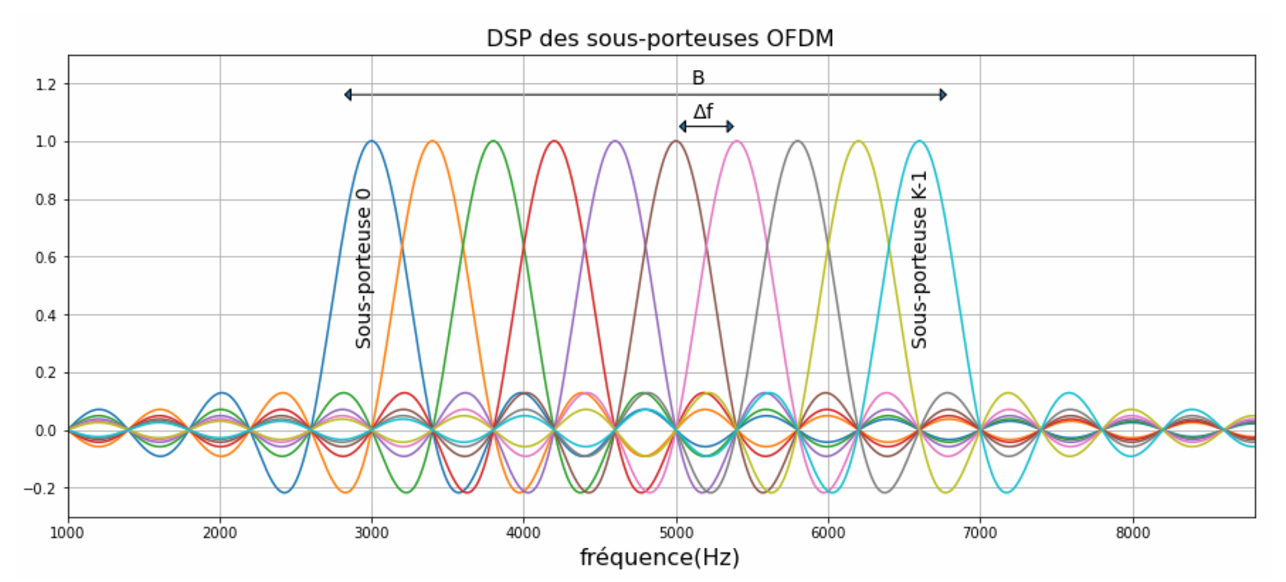 DSP des sous-porteuses OFDM
B
Δf
Sous-porteuse 0
Sous-porteuse K-1
1.2
1.0
0.8
0.6
0.4
0.2
0.0
−0.2
1000 2000 3000 4000 5000 6000 7000 8000
fréquence(Hz)